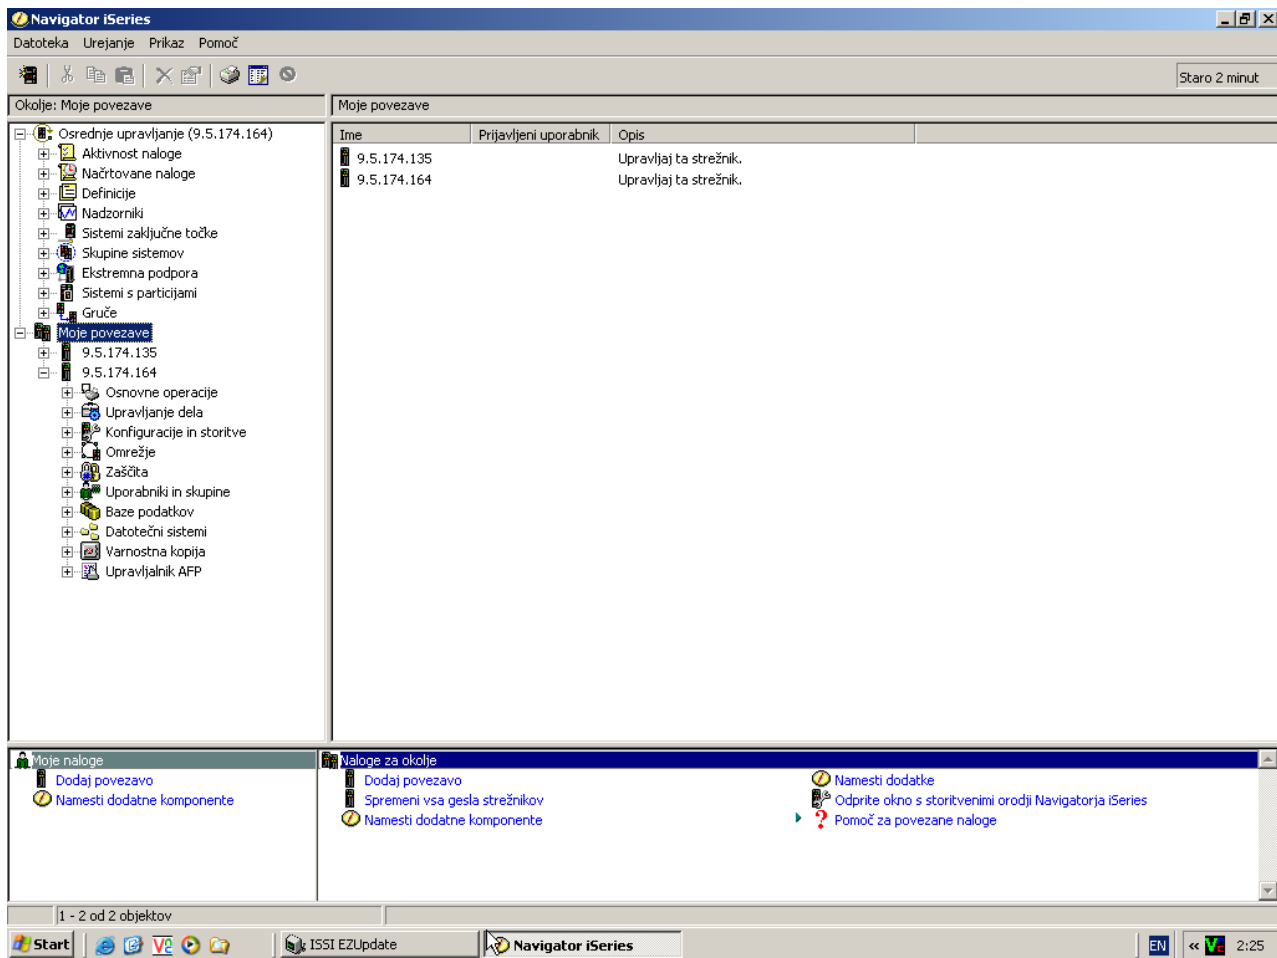 Navigator iSeries
Datoteka Urejanje Prikaz Pomoč
Staro 2 minut
Okolje: Moje povezave
Moje povezave
Osrednje upravljanje (9.5.174.164)
Aktivnost naloge
Načrtovane naloge
Definicije
Nadzorniki
Sistemi zaključne točke
Skupine sistemov
Ekstremna podpora
Sistemi s particijami
Gruče
Moje povezave
9.5.174.135
9.5.174.164
Osnovne operacije
Upravljanje dela
Konfiguracije in storitve
Omrežje
Zaščita
Uporabniki in skupine
Baze podatkov
Datotečni sistemi
Varnostna kopija
Upravljalnik AFP
Ime Prijavljeni uporabnik Opis
9.5.174.135 Upravljaj ta strežnik.
9.5.174.164 Upravljaj ta strežnik.
Moje naloge
Dodaj povezavo
Namesti dodatne komponente
Naloge za okolje
Dodaj povezavo
Spremeni vsa gesla strežnikov
Namesti dodatne komponente
Namesti dodatke
Odprite okno s storitvenimi orodji Navigatorja iSeries
Pomoč za povezane naloge
1 - 2 od 2 objektov
Start
ISSI EZUpdate
Navigator iSeries
EN
2:25